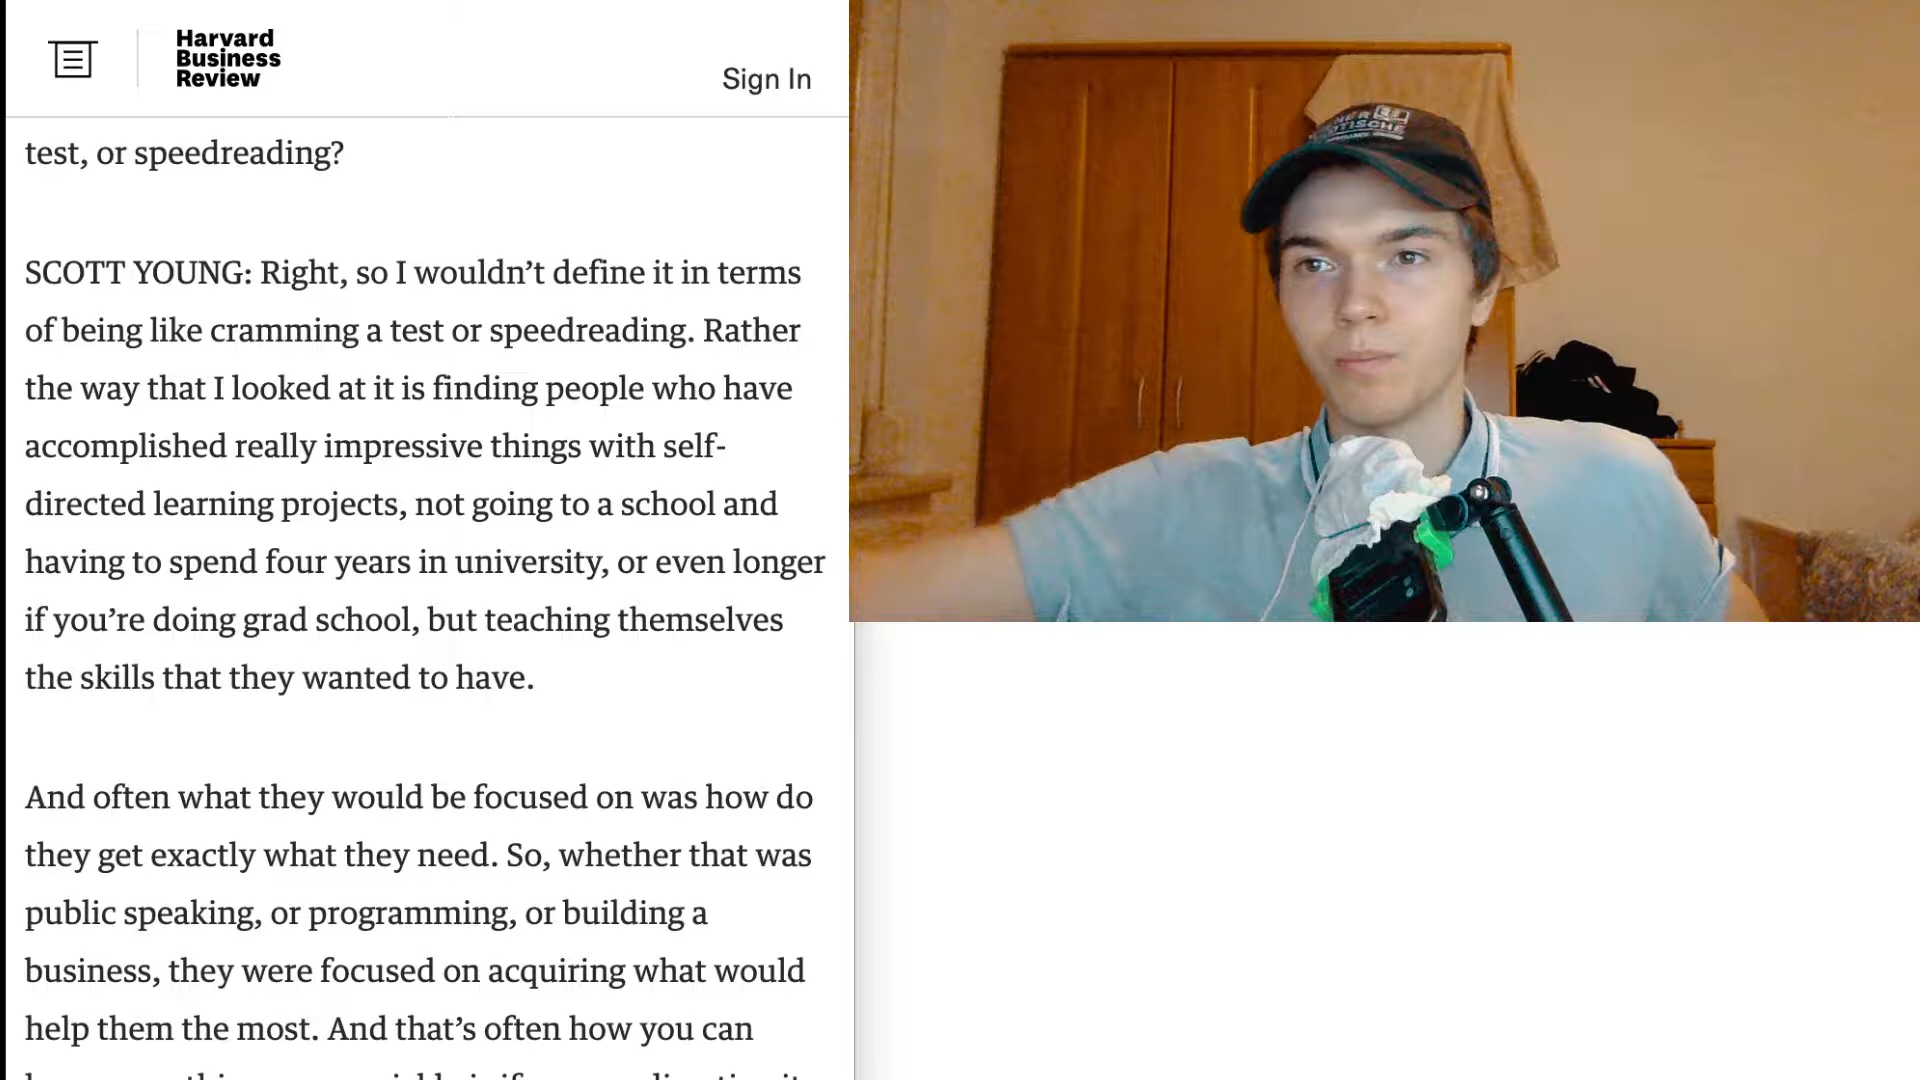 Harvard
Business
Review
Sign In
test, or speedreading?
SCOTT YOUNG: Right, so I wouldn’t define it in terms
of being like cramming a test or speedreading. Rather
the way that I looked at it is finding people who have
accomplished really impressive things with self-
directed learning projects, not going to a school and
having to spend four years in university, or even longer
if you’re doing grad school, but teaching themselves
the skills that they wanted to have.
And often what they would be focused on was how do
they get exactly what they need. So, whether that was
public speaking, or programming, or building a
business, they were focused on acquiring what would
help them the most. And that’s often how you can